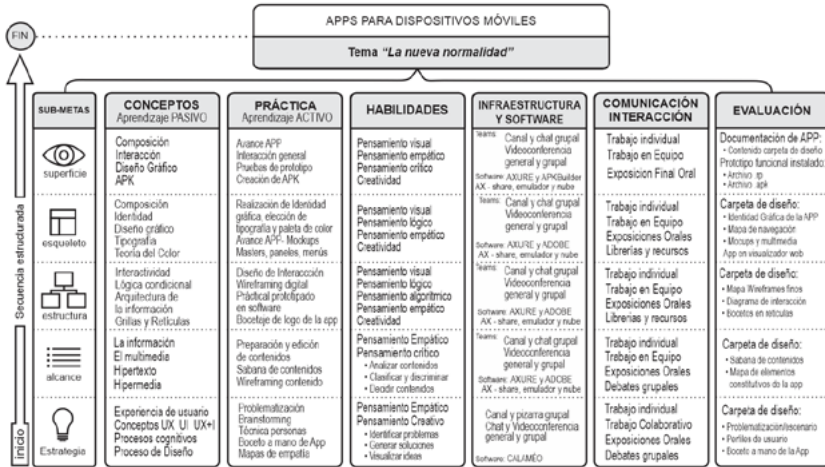 APPS PARA DISPOSITIVOS MÓVILES
Tema "La nueva normalidad"
FIN
Secuencia estructurada
inicio
SUB-METAS
CONCEPTOS
Aprendizaje PASIVO
PRÁCTICA
Aprendizaje ACTIVO
HABILIDADES
INFRAESTRUCTURA
Y SOFTWARE
COMUNICACIÓN
INTERACCIÓN
EVALUACIÓN
superficie
Composición
Interacción
Diseño Gráfico
APK
Avance APP
Interacción general
Pruebas de prototipo
Creación de APK
Pensamiento visual
Pensamiento empático
Pensamiento crítico
Creatividad
Teams: Canal y chat grupal
Videoconferencia
general y grupal
Software: AXURE y APKBuilder
AX - share, emulador y nube
Trabajo individual
Trabajo en Equipo
Exposicion Final Oral
Documentación de APP:
• Contenido carpeta de diseño
Prototipo funcional instalado:
• Archivo .rp
• Archivo .apk
esqueleto
Composición
Identidad
Diseño gráfico
Tipografía
Teoría del Color
Realización de Identidad
gráfica, elección de
tipografía y paleta de color
Avance APP- Mockups
Masters, paneles, menús
Pensamiento visual
Pensamiento lógico
Pensamiento empático
Creatividad
Teams: Canal y chat grupal
Videoconferencia
general y grupal
Software: AXURE y ADOBE
AX - share, emulador y nube
Trabajo individual
Trabajo en Equipo
Exposiciones Orales
Librerías y recursos
Carpeta de diseño:
• Identidad Gráfica de la APP
• Mapa de navegación
• Mocups y multimedia
App en visualizador web
estructura
Interactividad
Lógica condicional
Arquitectura de
la información
Grillas y Retículas
Diseño de Interacción
Wireframing digital
Práctical prototipado
en software
Bocetaje de logo de la app
Pensamiento visual
Pensamiento lógico
Pensamiento algorítmico
Pensamiento empático
Creatividad
Teams: Canal y chat grupal
Videoconferencia
general y grupal
Software: AXURE y ADOBE
AX - share, emulador y nube
Trabajo individual
Trabajo en Equipo
Exposiciones Orales
Librerías y recursos
Carpeta de diseño:
• Mapa Wireframes finos
• Diagrama de interacción
• Bocetos en retículas
alcance
La información
El multimedia
Hipertexto
Hipermedia
Preparación y edición
de contenidos
Sabana de contenidos
Wireframing contenido
Pensamiento Empático
Pensamiento crítico
• Analizar contenidos
• Clasificar y discriminar
• Decidir contenidos
Teams: Canal y chat grupal
Videoconferencia
general y grupal
Software: AXURE y ADOBE
AX - share, emulador y nube
Trabajo individual
Trabajo en Equipo
Exposiciones Orales
Debates grupales
Carpeta de diseño:
• Sabana de contenidos
• Mapa de elementos
constitutivos de la app
Estrategia
Experiencia de usuario
Conceptos UX UI UX+I
Procesos cognitivos
Proceso de Diseño
Problematización
Brainstorming
Técnica personas
Boceto a mano de App
Mapas de empatía
Pensamiento Empático
Pensamiento Creativo
• Identificar problemas
• Generar soluciones
• Visualizar ideas
Canal y pizarra grupal
Chat y Videoconferencia
general y grupal
Software: CALAMÉO
Trabajo individual
Trabajo Colaborativo
Exposiciones Orales
Debates grupales
Carpeta de diseño:
• Problematización/escenario
• Perfiles de usuario
• Boceto a mano de la App